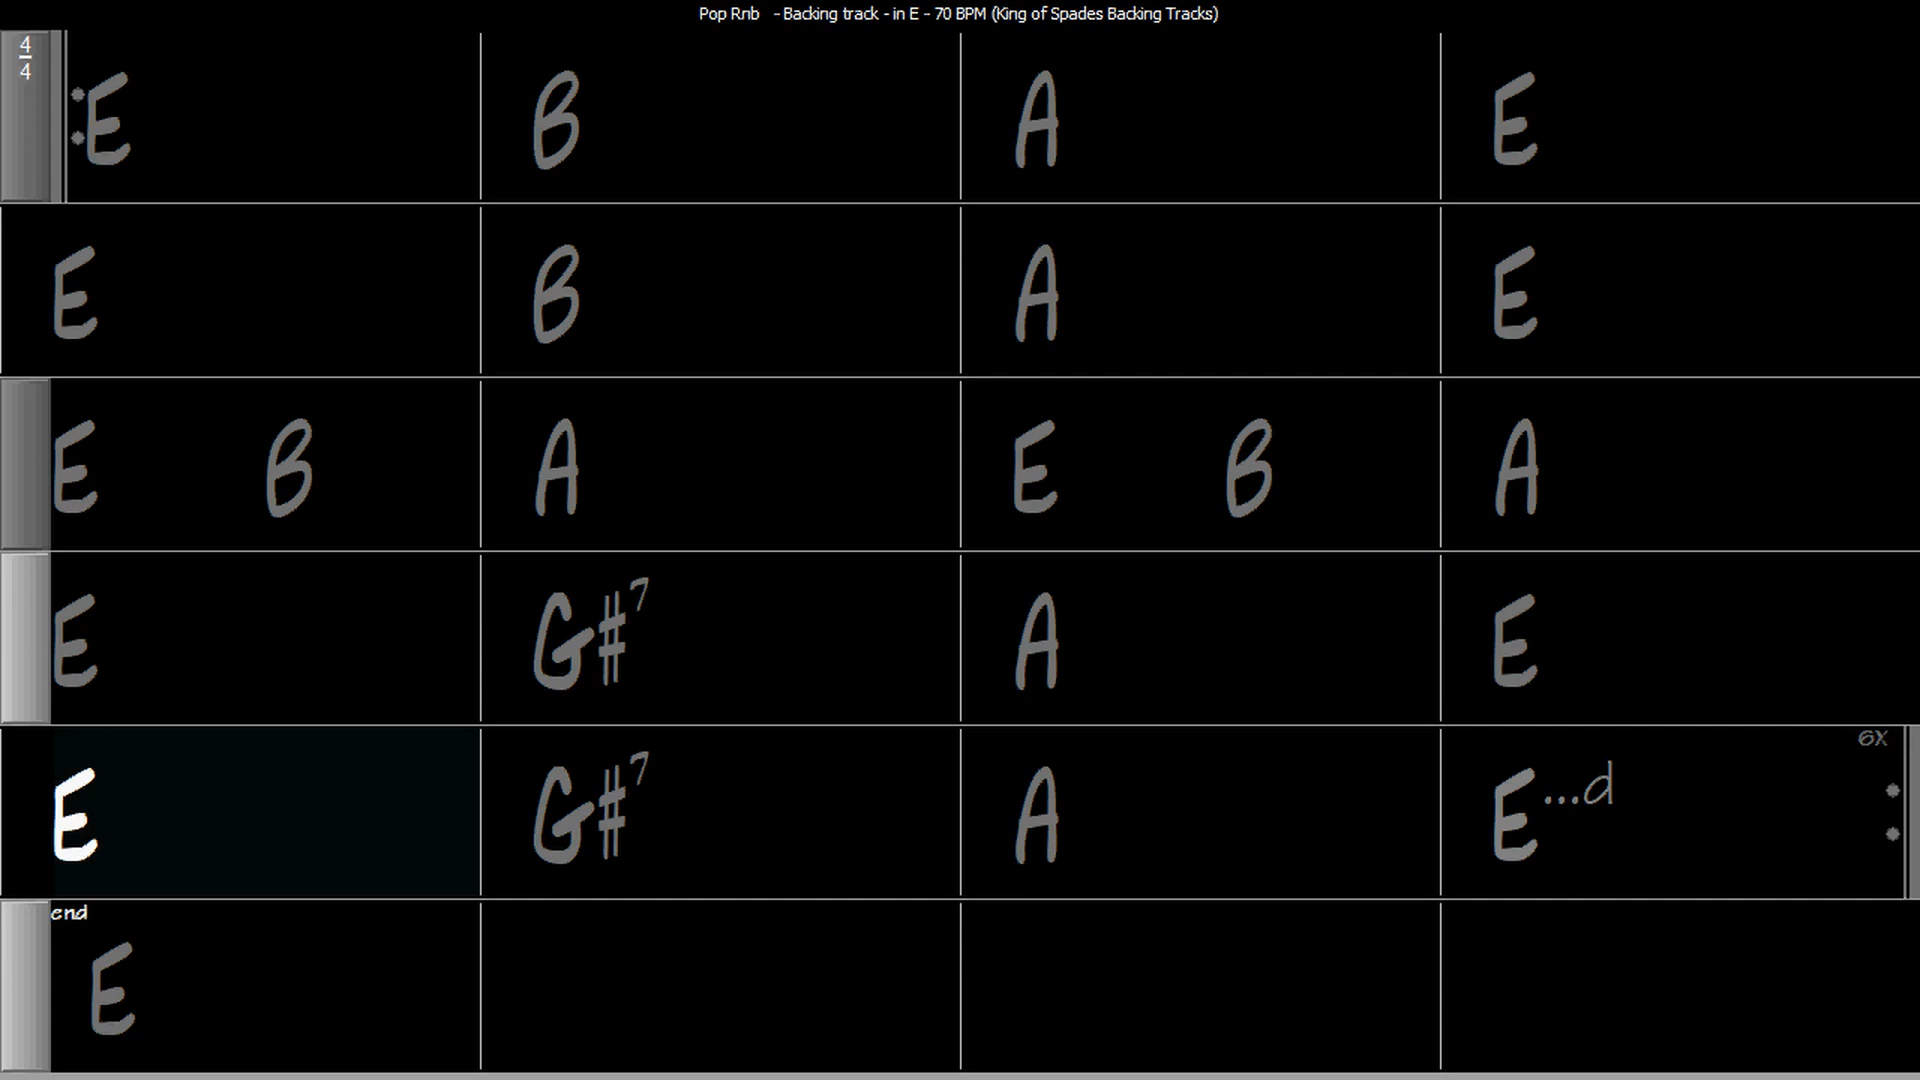 Pop Rnb - Backing track - in E - 70 BPM (King of Spades Backing Tracks)
4
4
E B A E
E B A E
E B A E B A
E G#7 A E
6X
E G#7 A E...d
end
E